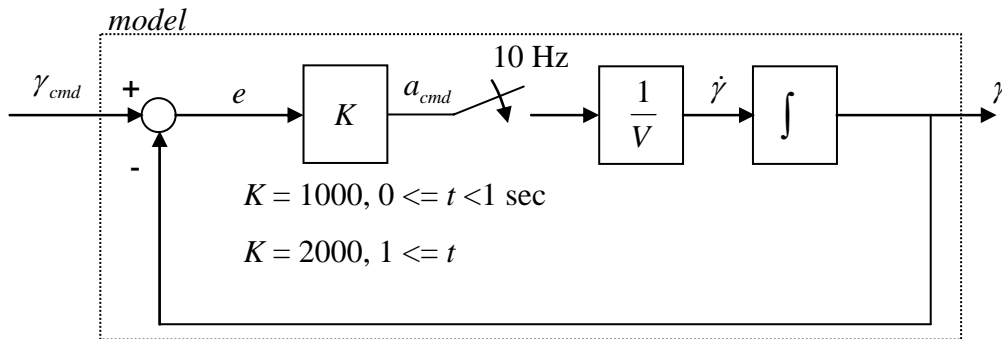 model
10 Hz
γcmd
+
e
K
acmd
1
V
γ̇
∫
γ
-
K = 1000, 0 <= t <1 sec
K = 2000, 1 <= t